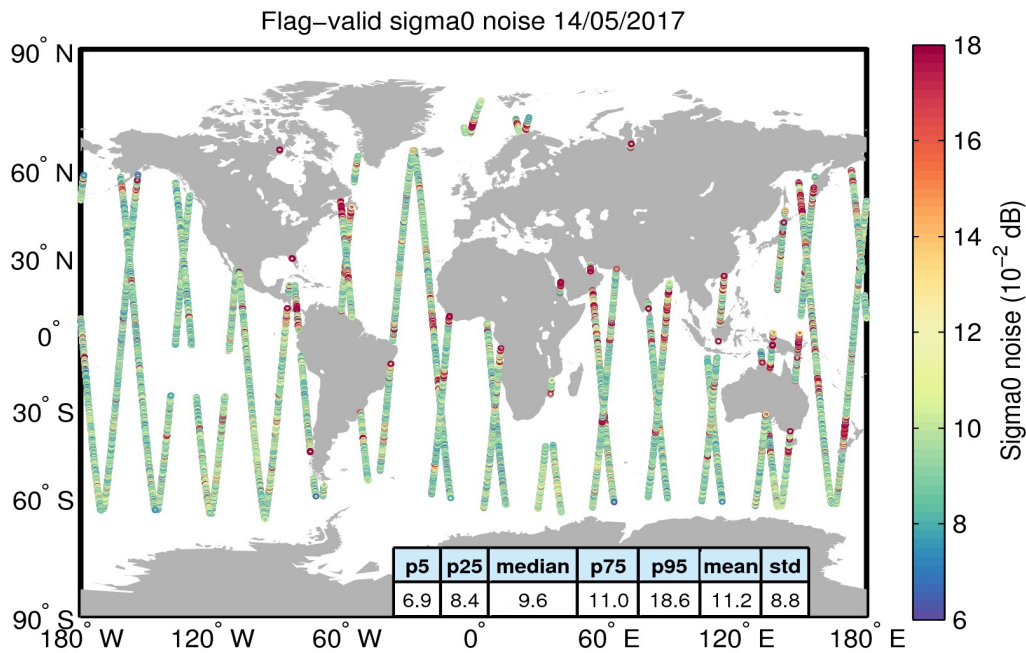 Flag−valid sigma0 noise 14/05/2017
90° N
60° N
30° N
0°
30° S
60° S
90° S
180° W
120° W
60° W
0°
60° E
120° E
180° E
p5 p25 median p75 p95 mean std
6.9 8.4 9.6 11.0 18.6 11.2 8.8
18
16
14
12
10
8
6
Sigma0 noise (10⁻² dB)